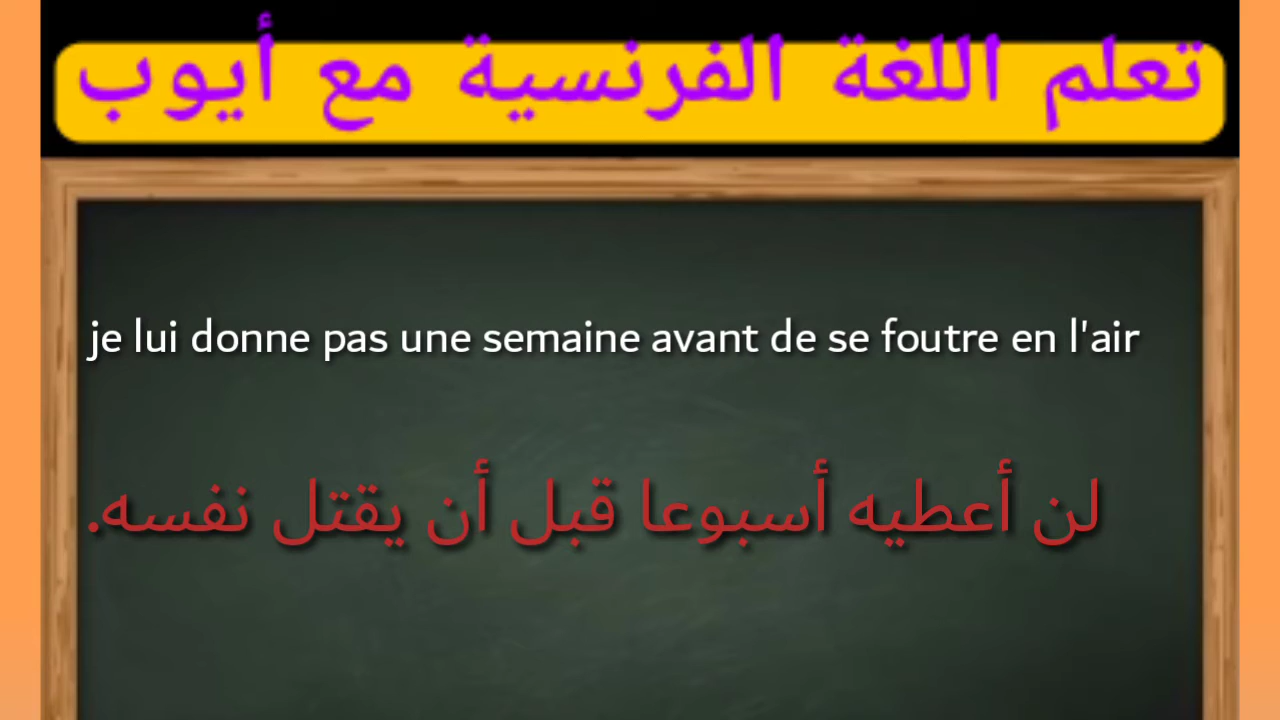 تعلم اللغة الفرنسية مع أيوب
je lui donne pas une semaine avant de se foutre en l'air
لن أعطيه أسبوعا قبل أن يقتل نفسه.